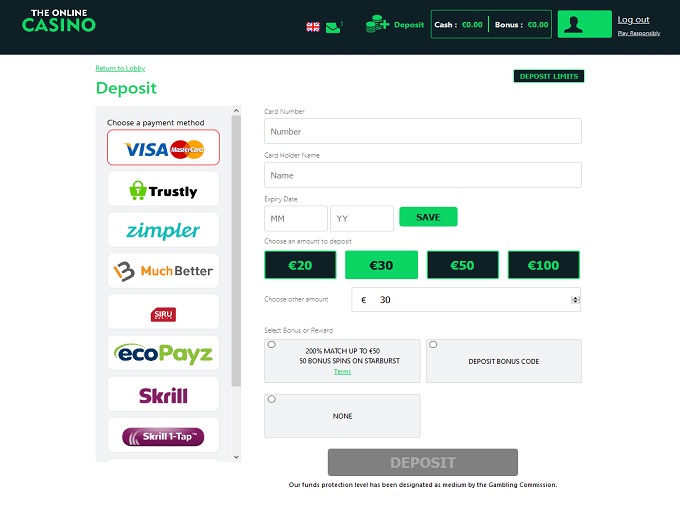 THE ONLINE
CASINO
1
Deposit
Cash : €0.00
Bonus : €0.00
Log out
Play Responsibly
Return to Lobby
Deposit
DEPOSIT LIMITS
Choose a payment method
VISA MasterCard
Trustly
zimpler
MuchBetter
SIRU
ecoPayz
Skrill
Skrill 1-Tap™
Card Number
Number
Card Holder Name
Name
Expiry Date
MM
YY
SAVE
Choose an amount to deposit
€20
€30
€50
€100
Choose other amount
€ 30
Select Bonus or Reward
200% MATCH UP TO €50
50 BONUS SPINS ON STARBURST
Terms
DEPOSIT BONUS CODE
NONE
DEPOSIT
Our funds protection level has been designated as medium by the Gambling Commission.